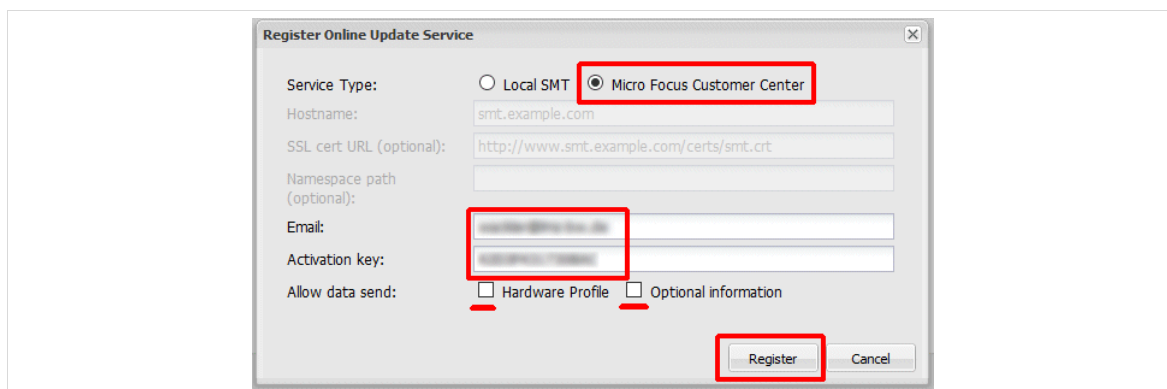 Register Online Update Service
Service Type: Local SMT Micro Focus Customer Center
Hostname: smt.example.com
SSL cert URL (optional): http://www.smt.example.com/certs/smt.crt
Namespace path
(optional):
Email:
Activation key:
Allow data send: Hardware Profile Optional information
Register Cancel